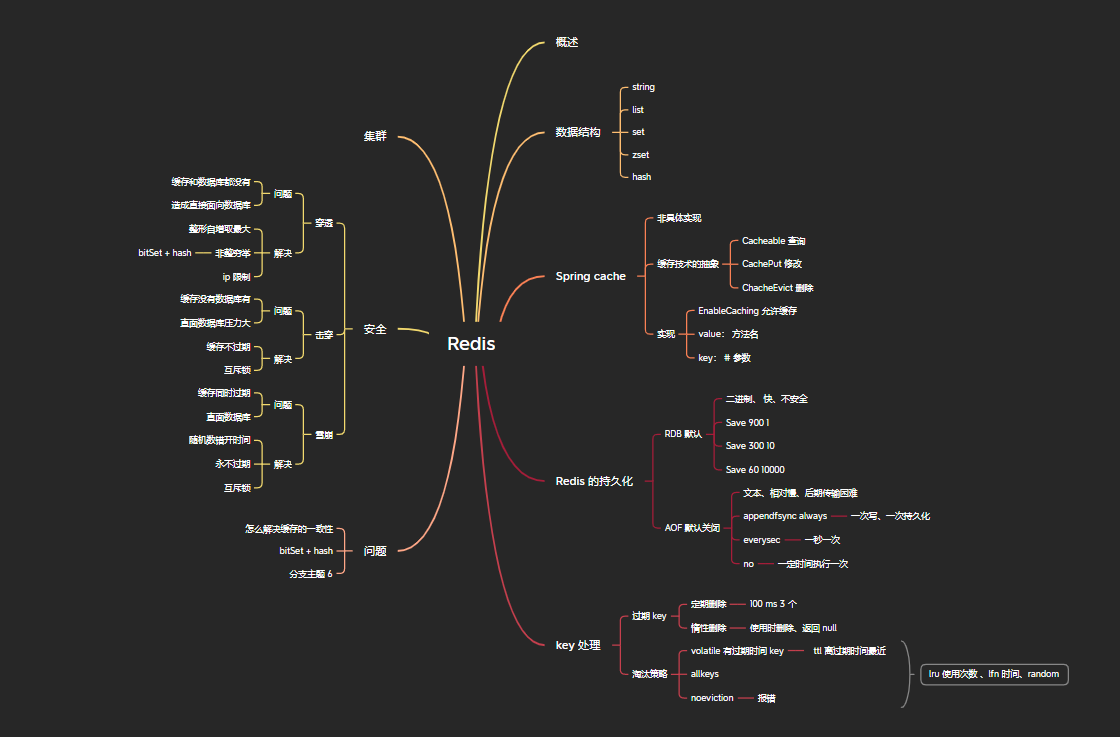 Redis
概述
数据结构
string
list
set
zset
hash
Spring cache
非具体实现
缓存技术的抽象
Cacheable 查询
CachePut 修改
ChacheEvict 删除
实现
EnableCaching 允许缓存
value： 方法名
key： # 参数
Redis 的持久化
RDB 默认
二进制、 快、不安全
Save 900 1
Save 300 10
Save 60 10000
AOF 默认关闭
文本、相对慢、后期传输困难
appendfsync always
一次写、一次持久化
everysec
一秒一次
no
一定时间执行一次
key 处理
过期 key
定期删除
100 ms 3 个
惰性删除
使用时删除、返回 null
淘汰策略
volatile 有过期时间 key
ttl 离过期时间最近
allkeys
noeviction
报错
lru 使用次数 、lfn 时间、random
集群
安全
穿透
问题
缓存和数据库都没有
造成直接面向数据库
解决
整形自增取最大
非整穷举
bitSet + hash
ip 限制
击穿
问题
缓存没有数据库有
直面数据库压力大
解决
缓存不过期
互斥锁
雪崩
问题
缓存同时过期
直面数据库
解决
随机数错开时间
永不过期
互斥锁
问题
怎么解决缓存的一致性
bitSet + hash
分支主题 6